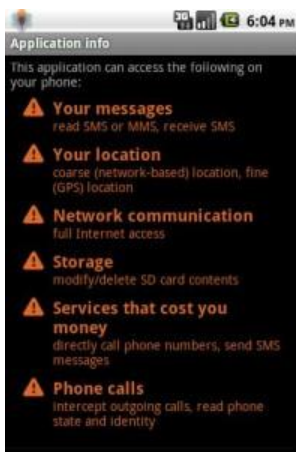 3G 6:04 PM
Application info
This application can access the following on
your phone:
Your messages
read SMS or MMS, receive SMS
Your location
coarse (network-based) location, fine
(GPS) location
Network communication
full Internet access
Storage
modify/delete SD card contents
Services that cost you
money
directly call phone numbers, send SMS
messages
Phone calls
intercept outgoing calls, read phone
state and identity